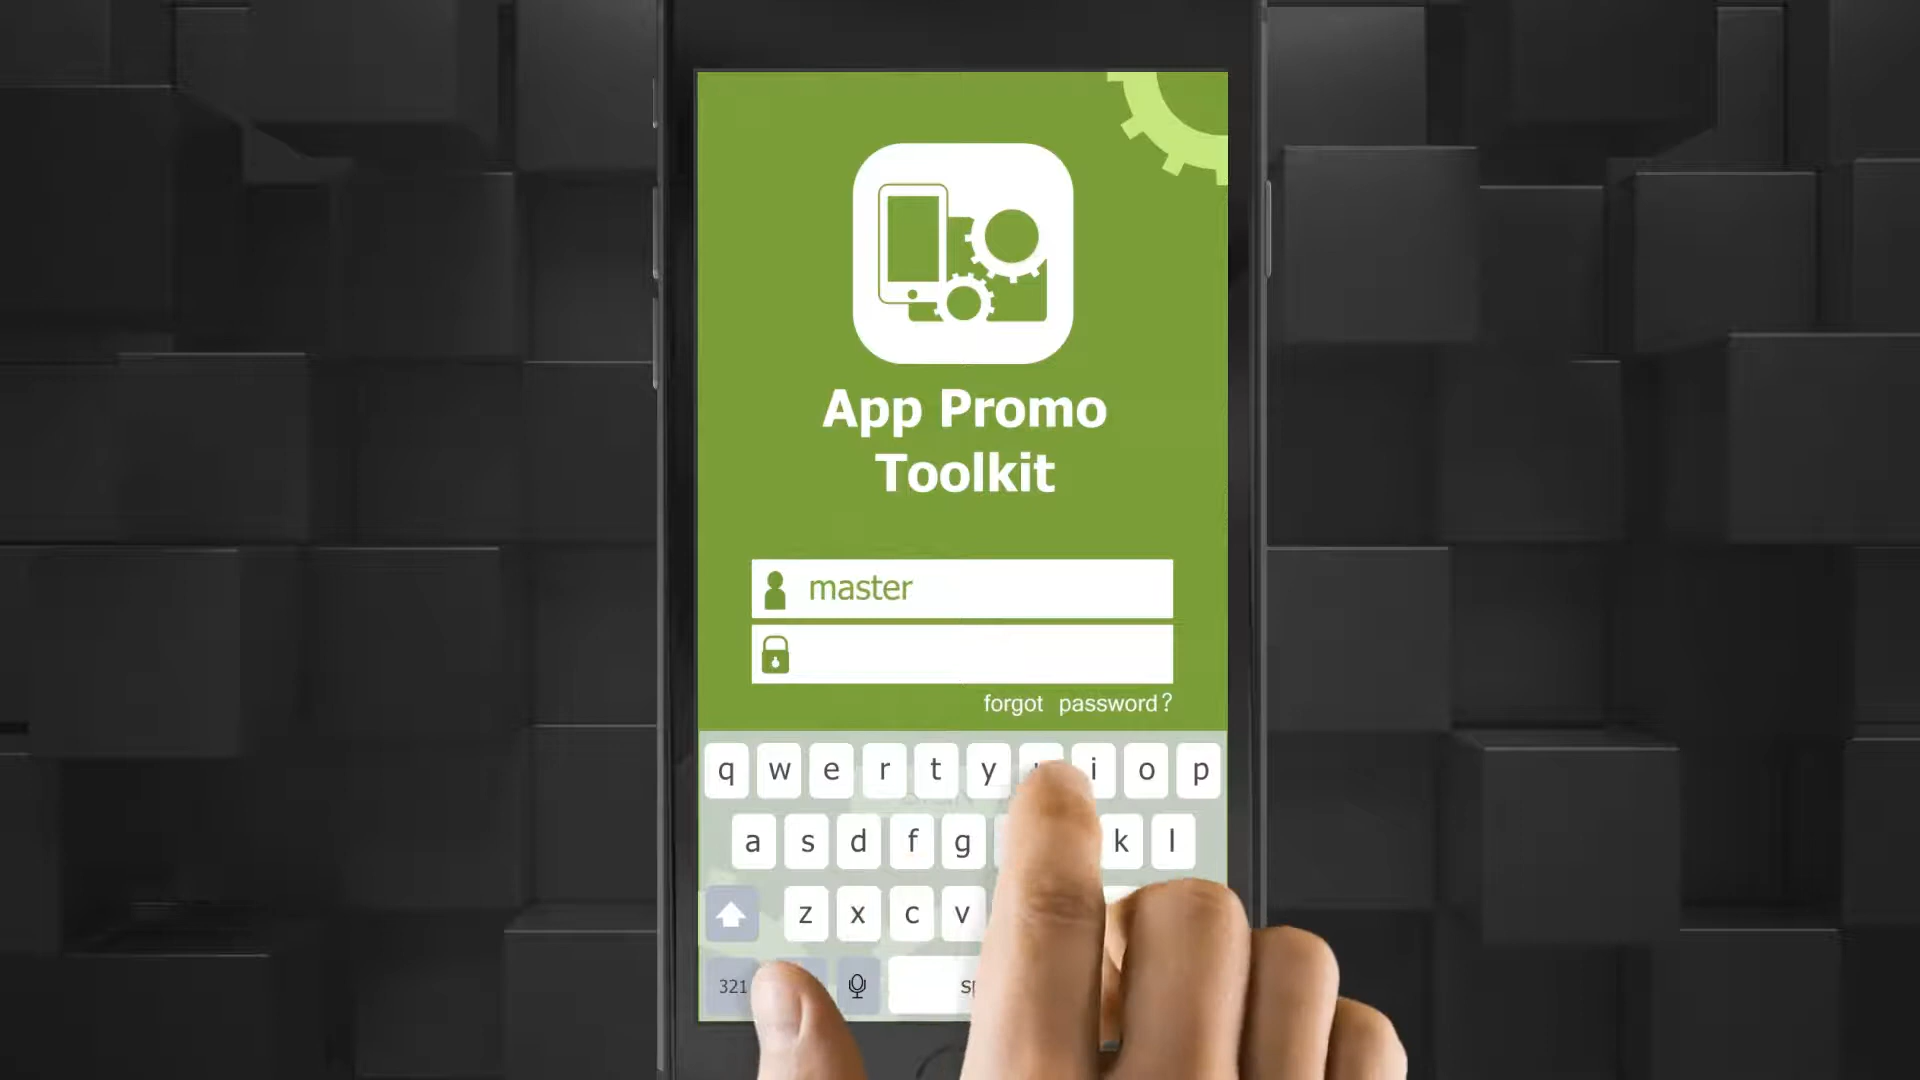 App Promo
Toolkit
master
forgot password?
q w e r t y i o p
a s d f g k l
z x c v
321